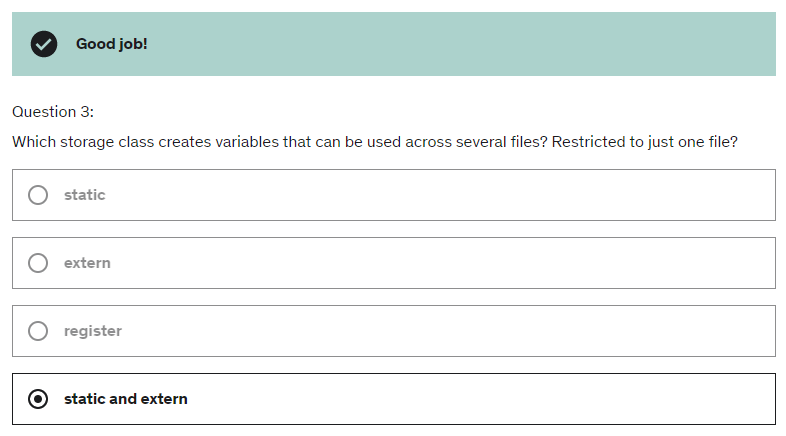 Good job!
Question 3:
Which storage class creates variables that can be used across several files? Restricted to just one file?
static
extern
register
static and extern